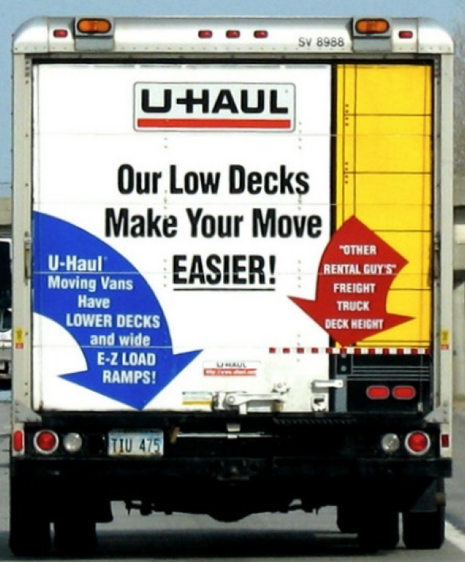 SV 8988
U-HAUL
Our Low Decks
Make Your Move
EASIER!
U-Haul®
Moving Vans
Have
LOWER DECKS
and wide
E-Z LOAD
RAMPS!
"OTHER
RENTAL GUY'S"
FREIGHT
TRUCK
DECK HEIGHT
U-HAUL
TIU 475